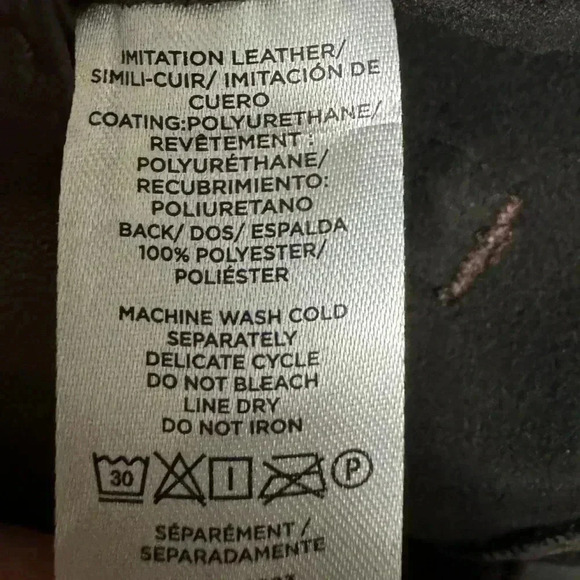 IMITATION LEATHER/
SIMILI-CUIR/ IMITACIÓN DE
CUERO
COATING:POLYURETHANE/
REVÊTEMENT :
POLYURÉTHANE/
RECUBRIMIENTO:
POLIURETANO
BACK/ DOS/ ESPALDA
100% POLYESTER/
POLIÉSTER
MACHINE WASH COLD
SEPARATELY
DELICATE CYCLE
DO NOT BLEACH
LINE DRY
DO NOT IRON
30 P
SÉPARÉMENT /
SEPARADAMENTE